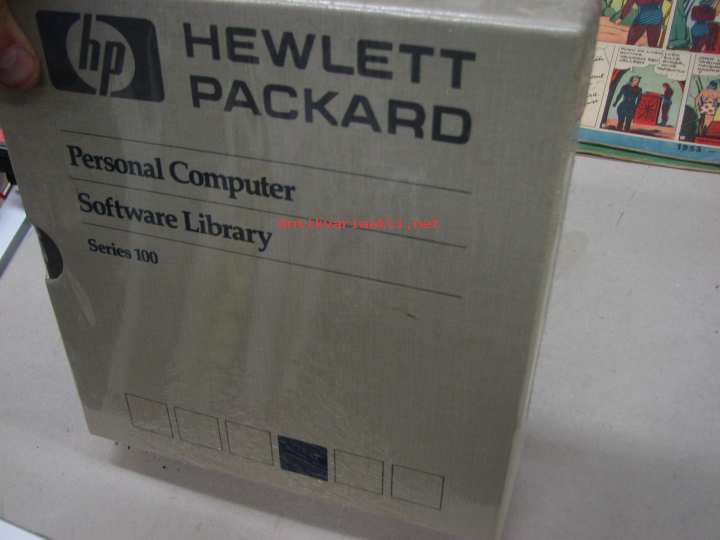 hp
HEWLETT
PACKARD
Personal Computer
Software Library
Series 100
antikvariaatti.net
1953